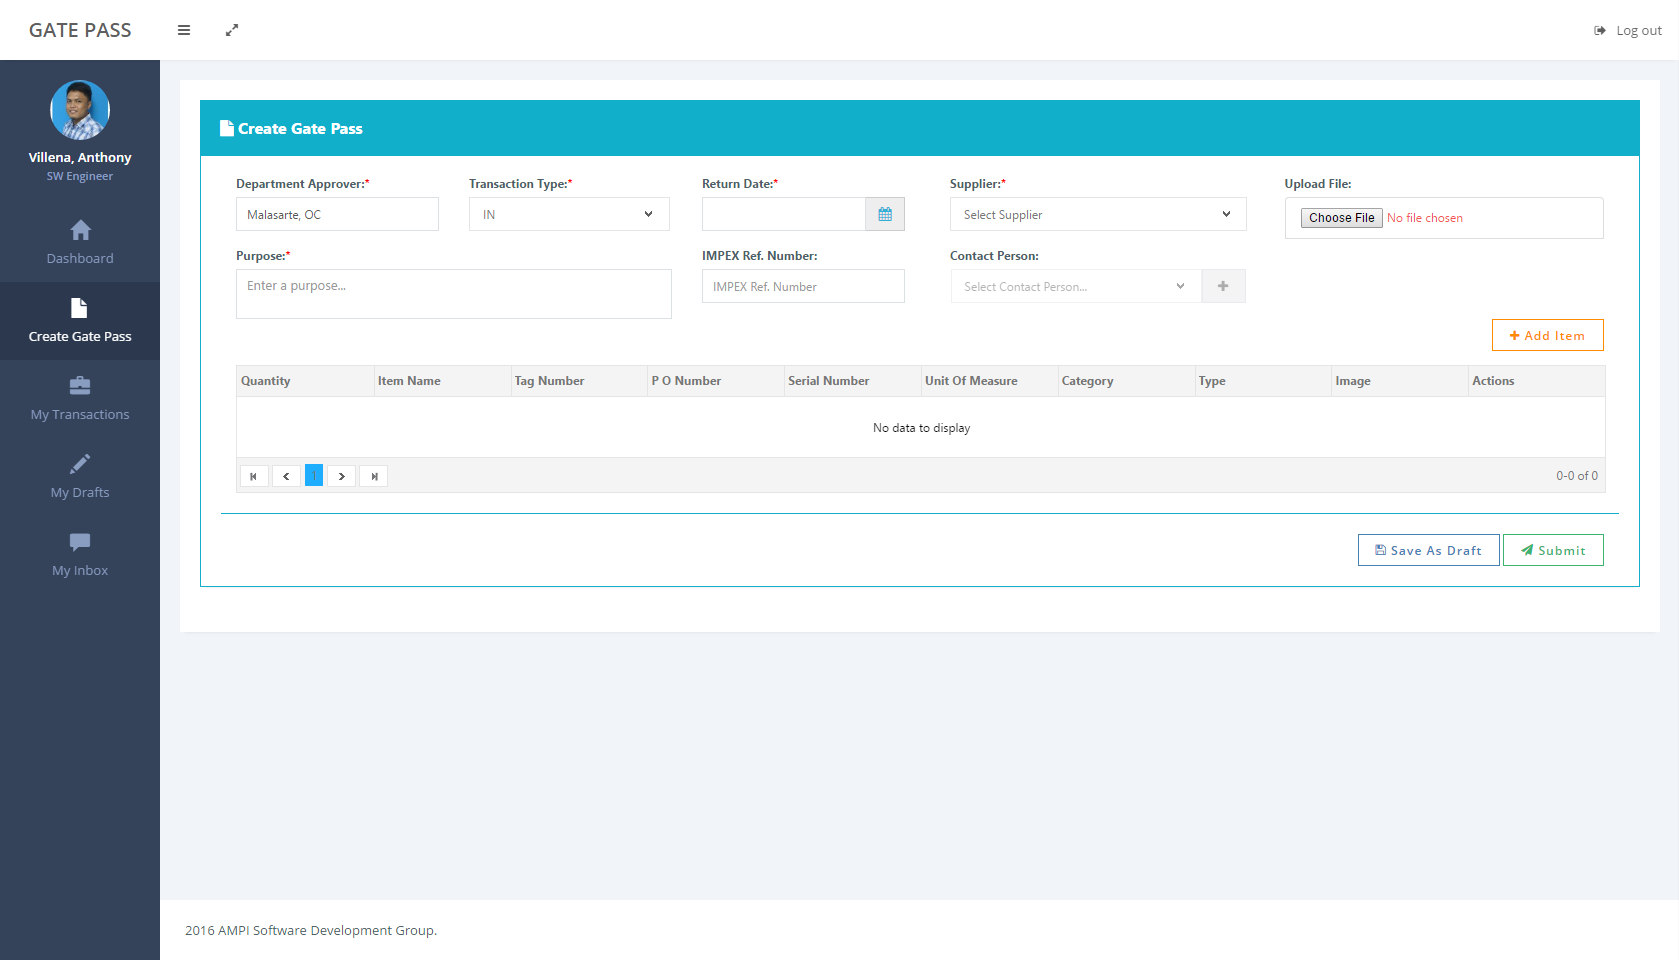 GATE PASS
Log out
Villena, Anthony
SW Engineer
Dashboard
Create Gate Pass
My Transactions
My Drafts
My Inbox
Create Gate Pass
Department Approver:* Transaction Type:* Return Date:* Supplier:* Upload File:
Malasarte, OC IN Select Supplier Choose File No file chosen
Purpose:* IMPEX Ref. Number: Contact Person:
Enter a purpose... IMPEX Ref. Number Select Contact Person...
Add Item
Quantity Item Name Tag Number P O Number Serial Number Unit Of Measure Category Type Image Actions
No data to display
1 0-0 of 0
Save As Draft Submit
2016 AMPI Software Development Group.